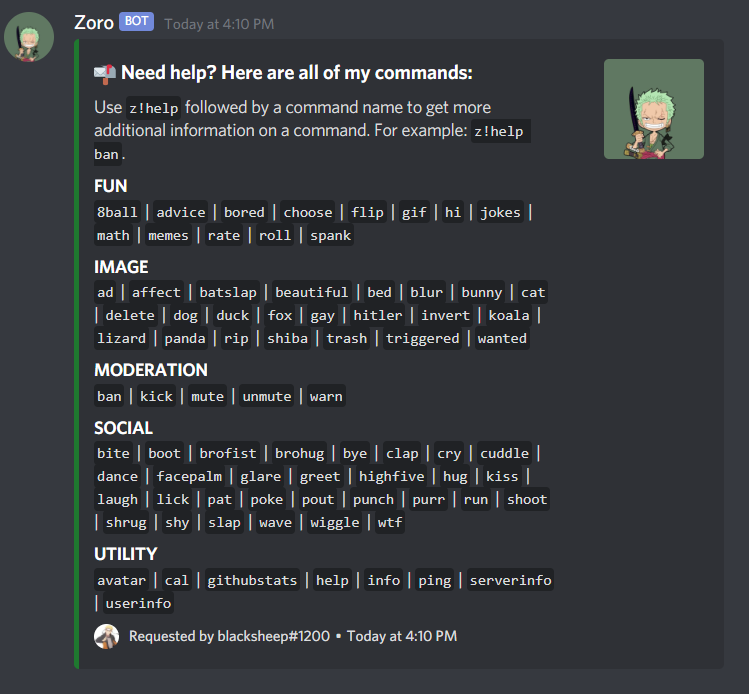 Zoro BOT Today at 4:10 PM
Need help? Here are all of my commands:
Use z!help followed by a command name to get more
additional information on a command. For example: z!help
ban.
FUN
8ball | advice | bored | choose | flip | gif | hi | jokes |
math | memes | rate | roll | spank
IMAGE
ad | affect | batslap | beautiful | bed | blur | bunny | cat
| delete | dog | duck | fox | gay | hitler | invert | koala |
lizard | panda | rip | shiba | trash | triggered | wanted
MODERATION
ban | kick | mute | unmute | warn
SOCIAL
bite | boot | brofist | brohug | bye | clap | cry | cuddle |
dance | facepalm | glare | greet | highfive | hug | kiss |
laugh | lick | pat | poke | pout | punch | purr | run | shoot
| shrug | shy | slap | wave | wiggle | wtf
UTILITY
avatar | cal | githubstats | help | info | ping | serverinfo
| userinfo
Requested by blacksheep#1200 • Today at 4:10 PM